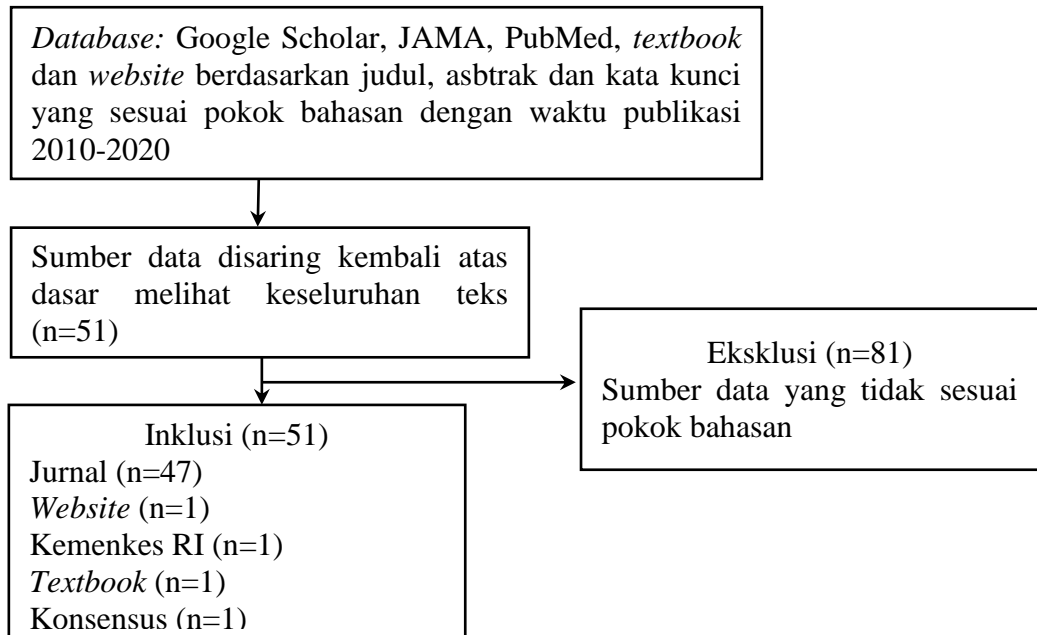 Database: Google Scholar, JAMA, PubMed, textbook
dan website berdasarkan judul, asbtrak dan kata kunci
yang sesuai pokok bahasan dengan waktu publikasi
2010-2020
Sumber data disaring kembali atas
dasar melihat keseluruhan teks
(n=51)
Eksklusi (n=81)
Sumber data yang tidak sesuai
pokok bahasan
Inklusi (n=51)
Jurnal (n=47)
Website (n=1)
Kemenkes RI (n=1)
Textbook (n=1)
Konsensus (n=1)